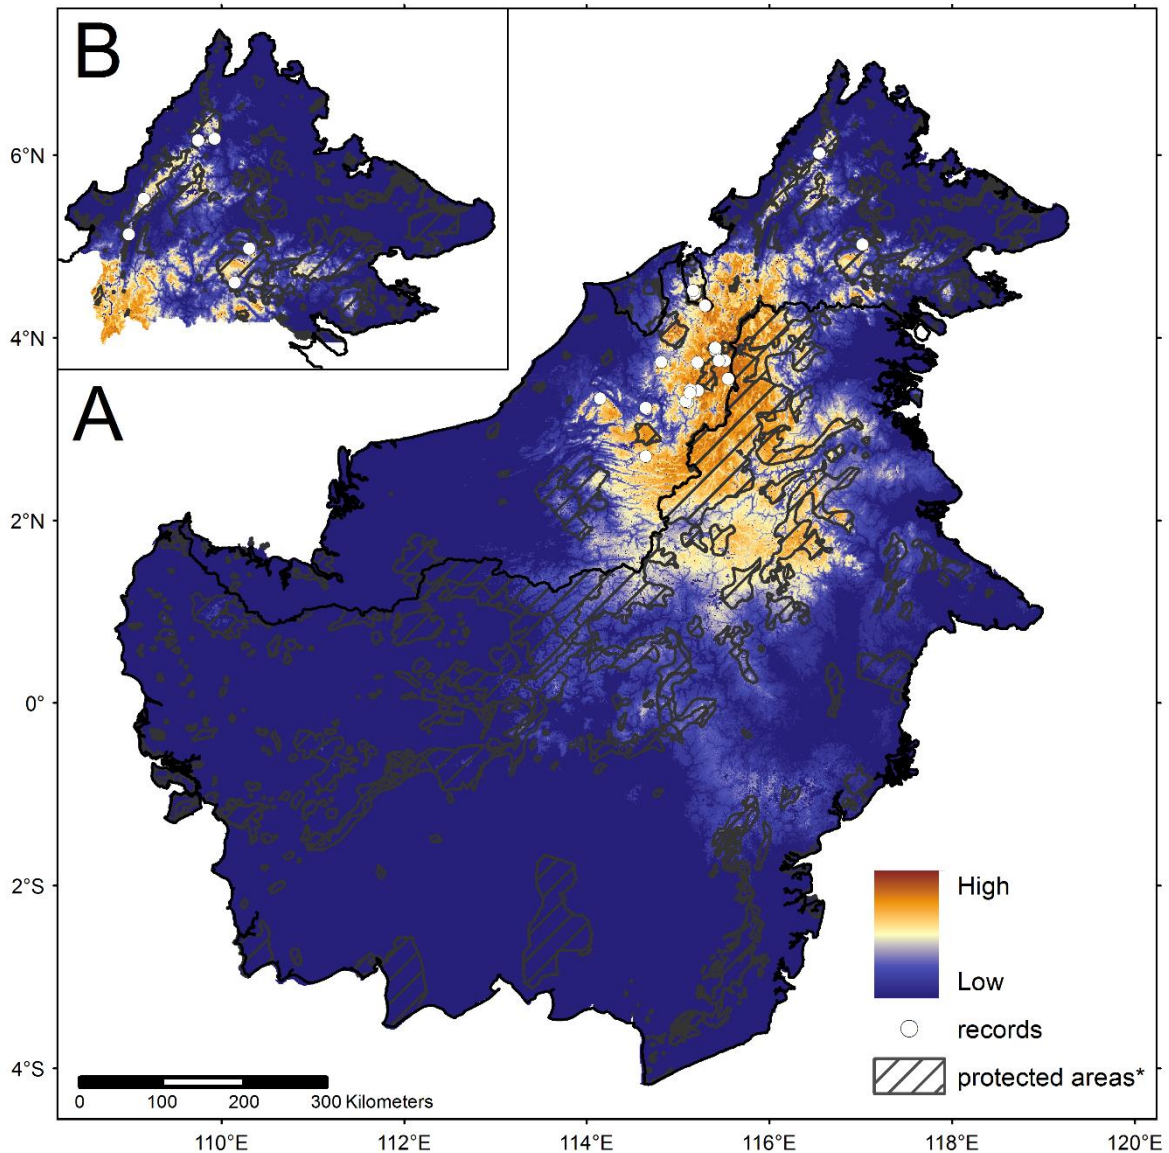 B
6°N
4°N
A
2°N
0°
2°S
4°S
High
Low
records
protected areas*
0 100 200 300 Kilometers
110°E 112°E 114°E 116°E 118°E 120°E